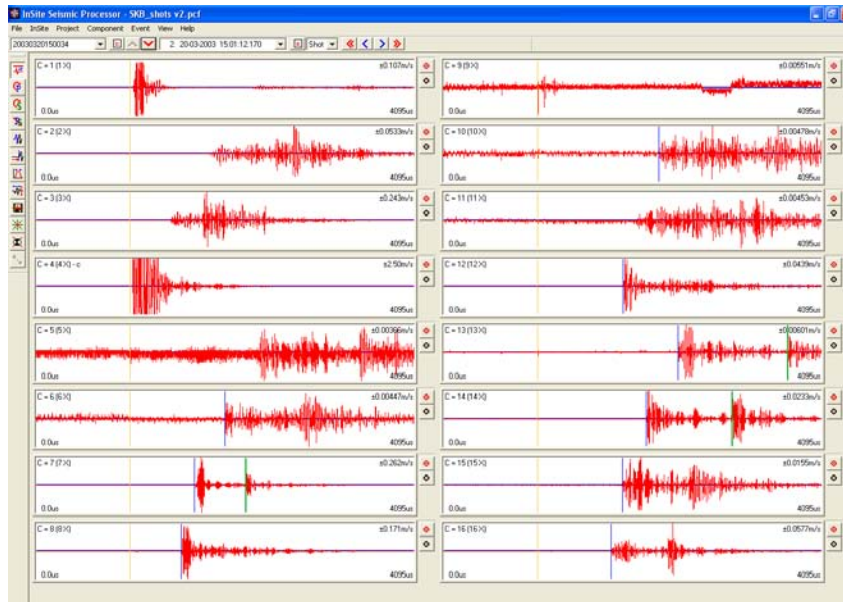 InSite Seismic Processor - SKB_shots v2.pcf
File InSite Project Component Event View Help
20030320150034 2 20-03-2003 15:01:12.170 Shot
C = 1 (1X) ±0.107m/s
0.0us 4095us
C = 2 (2X) ±0.0533m/s
0.0us 4095us
C = 3 (3X) ±0.243m/s
0.0us 4095us
C = 4 (4X) - c ±2.50m/s
0.0us 4095us
C = 5 (5X) ±0.00366m/s
0.0us 4095us
C = 6 (6X) ±0.00447m/s
0.0us 4095us
C = 7 (7X) ±0.262m/s
0.0us 4095us
C = 8 (8X) ±0.171m/s
0.0us 4095us
C = 9 (9X) ±0.00551m/s
0.0us 4095us
C = 10 (10X) ±0.00478m/s
0.0us 4095us
C = 11 (11X) ±0.00453m/s
0.0us 4095us
C = 12 (12X) ±0.0439m/s
0.0us 4095us
C = 13 (13X) ±0.00601m/s
0.0us 4095us
C = 14 (14X) ±0.0233m/s
0.0us 4095us
C = 15 (15X) ±0.0155m/s
0.0us 4095us
C = 16 (16X) ±0.0577m/s
0.0us 4095us